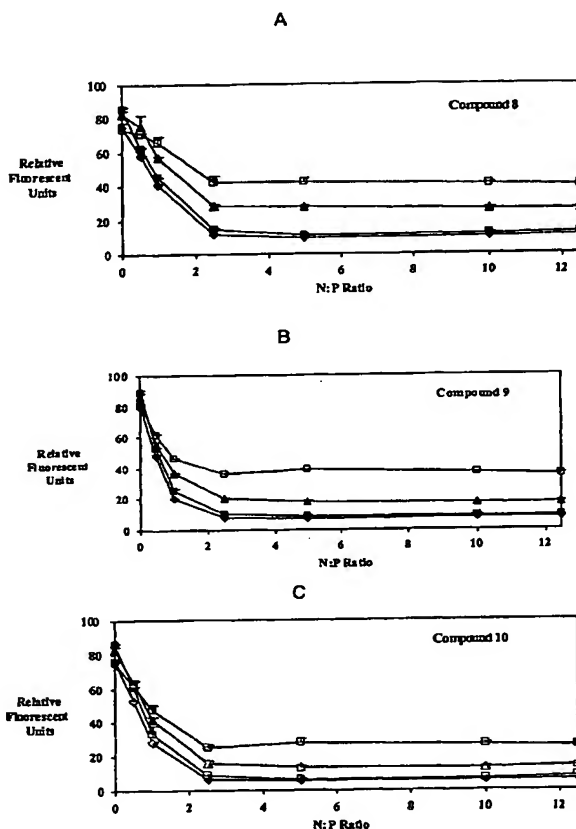 A
100
80
60
40
20
0
Relative
Fluorescent
Units
Compound 8
0 2 4 6 8 10 12
N:P Ratio
B
100
80
60
40
20
0
Relative
Fluorescent
Units
Compound 9
0 2 4 6 8 10 12
N:P Ratio
C
100
80
60
40
20
0
Relative
Fluorescent
Units
Compound 10
0 2 4 6 8 10 12
N:P Ratio